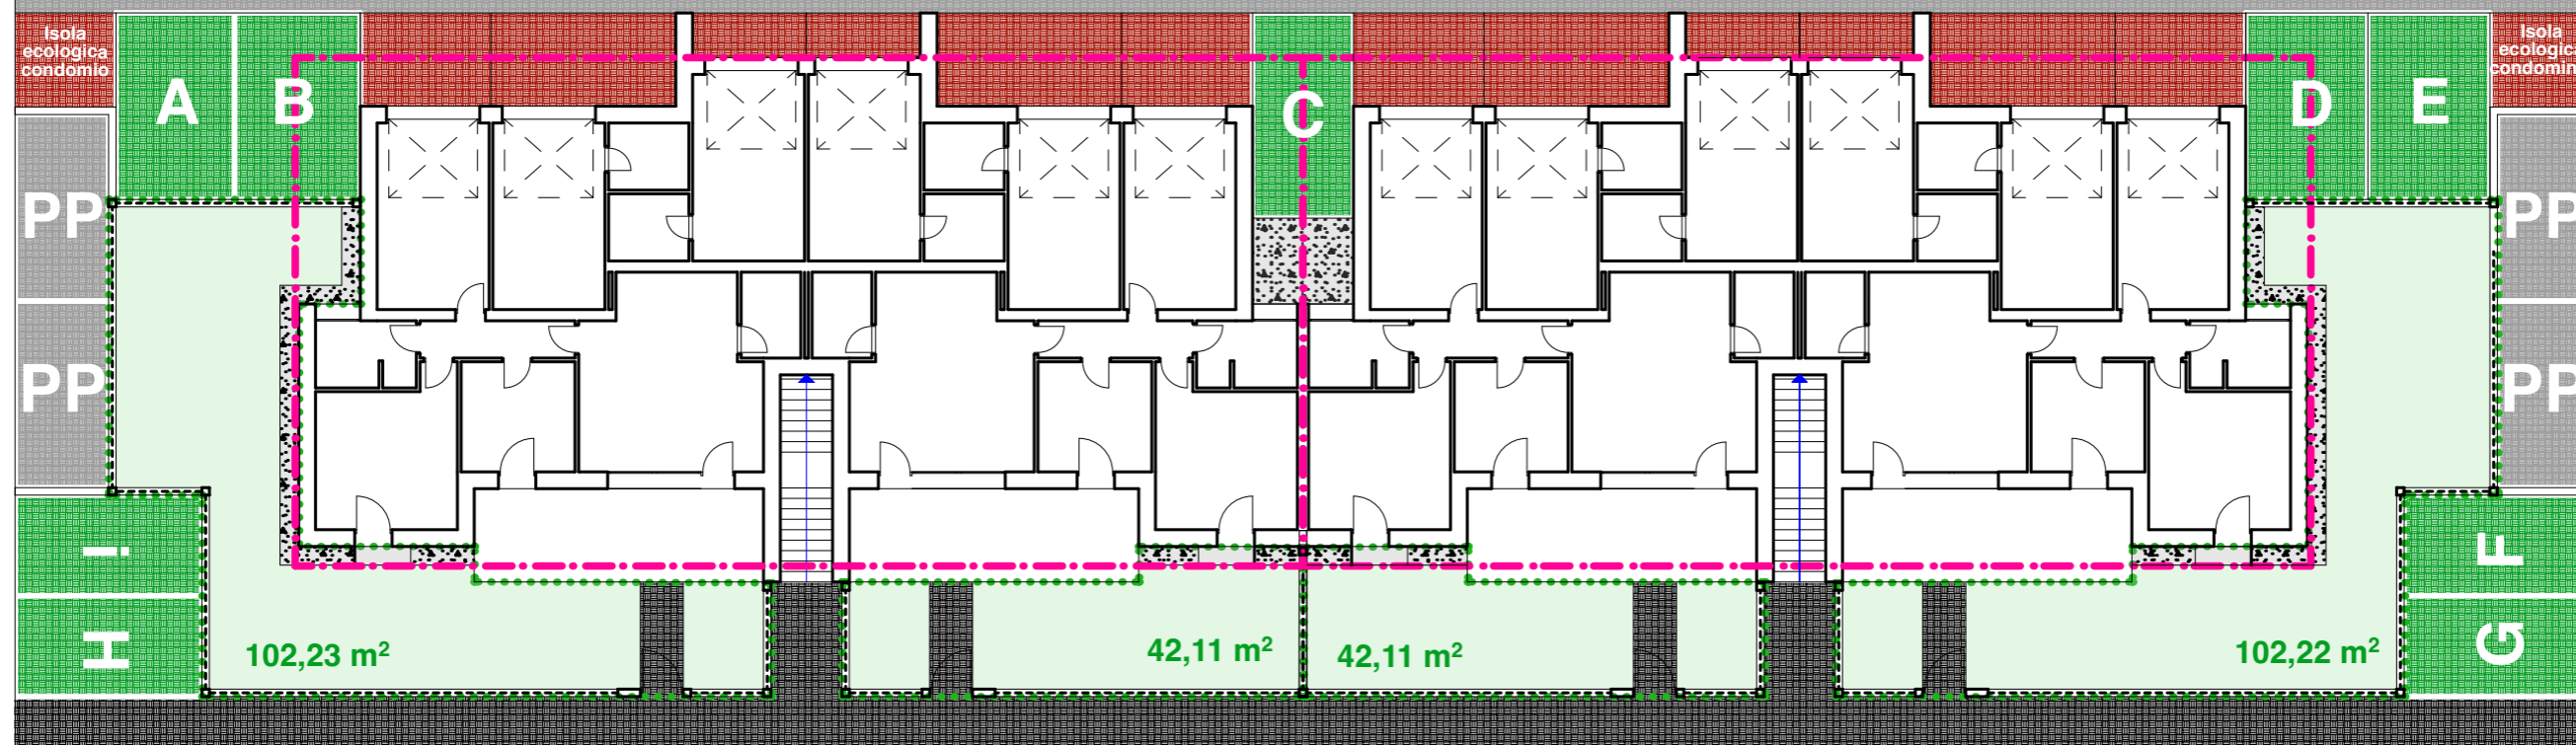 Isola
ecologica
condomio
A
B
C
D
E
Isola
ecologica
condomin
PP
PP
PP
PP
I
H
F
G
102,23 m²
42,11 m²
42,11 m²
102,22 m²